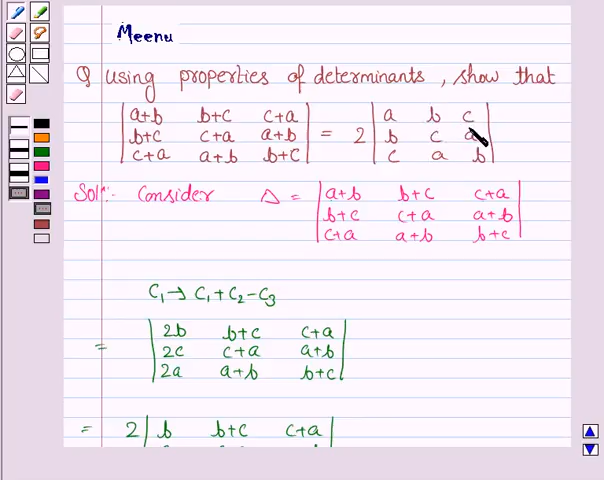 Meenu
Q using properties of determinants, show that
| a+b b+c c+a | | a b c |
| b+c c+a a+b | = 2 | b c a |
| c+a a+b b+c | | c a b |
Solⁿ:- Consider Δ = | a+b b+c c+a |
| b+c c+a a+b |
| c+a a+b b+c |
C₁→ C₁ + C₂ - C₃
= | 2b b+c c+a |
| 2c c+a a+b |
| 2a a+b b+c |
= 2 | b b+c c+a |